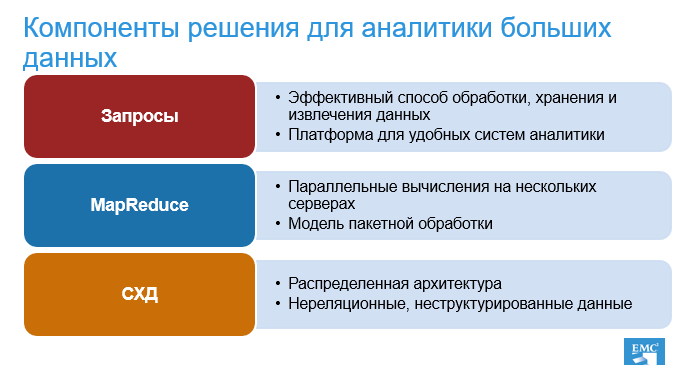 Компоненты решения для аналитики больших
данных
Запросы
• Эффективный способ обработки, хранения и
извлечения данных
• Платформа для удобных систем аналитики
MapReduce
• Параллельные вычисления на нескольких
серверах
• Модель пакетной обработки
СХД
• Распределенная архитектура
• Нереляционные, неструктурированные данные
EMC²